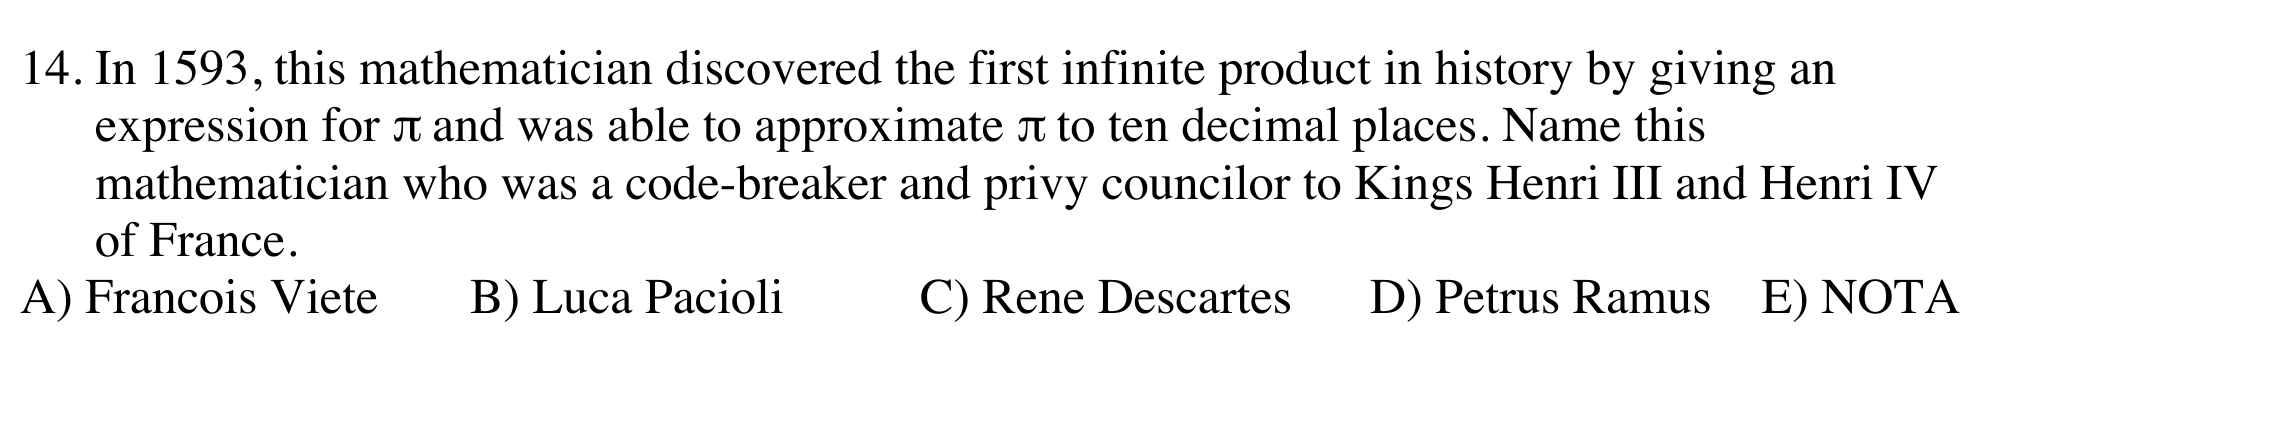 14. In 1593, this mathematician discovered the first infinite product in history by giving an
expression for π and was able to approximate π to ten decimal places. Name this
mathematician who was a code-breaker and privy councilor to Kings Henri III and Henri IV
of France.
A) Francois Viete B) Luca Pacioli C) Rene Descartes D) Petrus Ramus E) NOTA